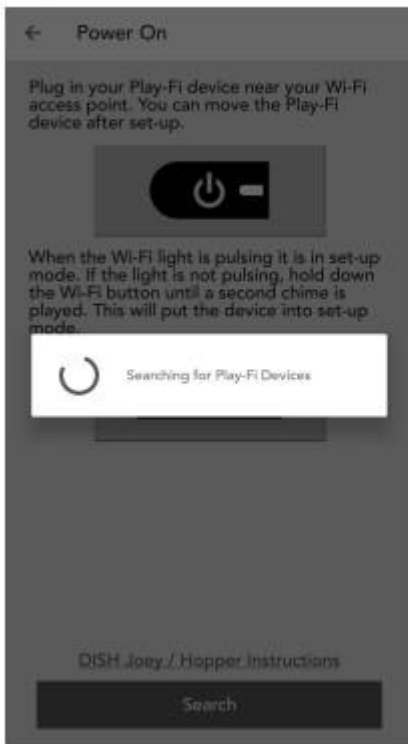 Power On
Plug in your Play-Fi device near your Wi-Fi
access point. You can move the Play-Fi
device after set-up.
When the Wi-Fi light is pulsing it is in set-up
mode. If the light is not pulsing, hold down
the Wi-Fi button until a second chime is
played. This will put the device into set-up
mode.
Searching for Play-Fi Devices
DISH Joey / Hopper Instructions
Search